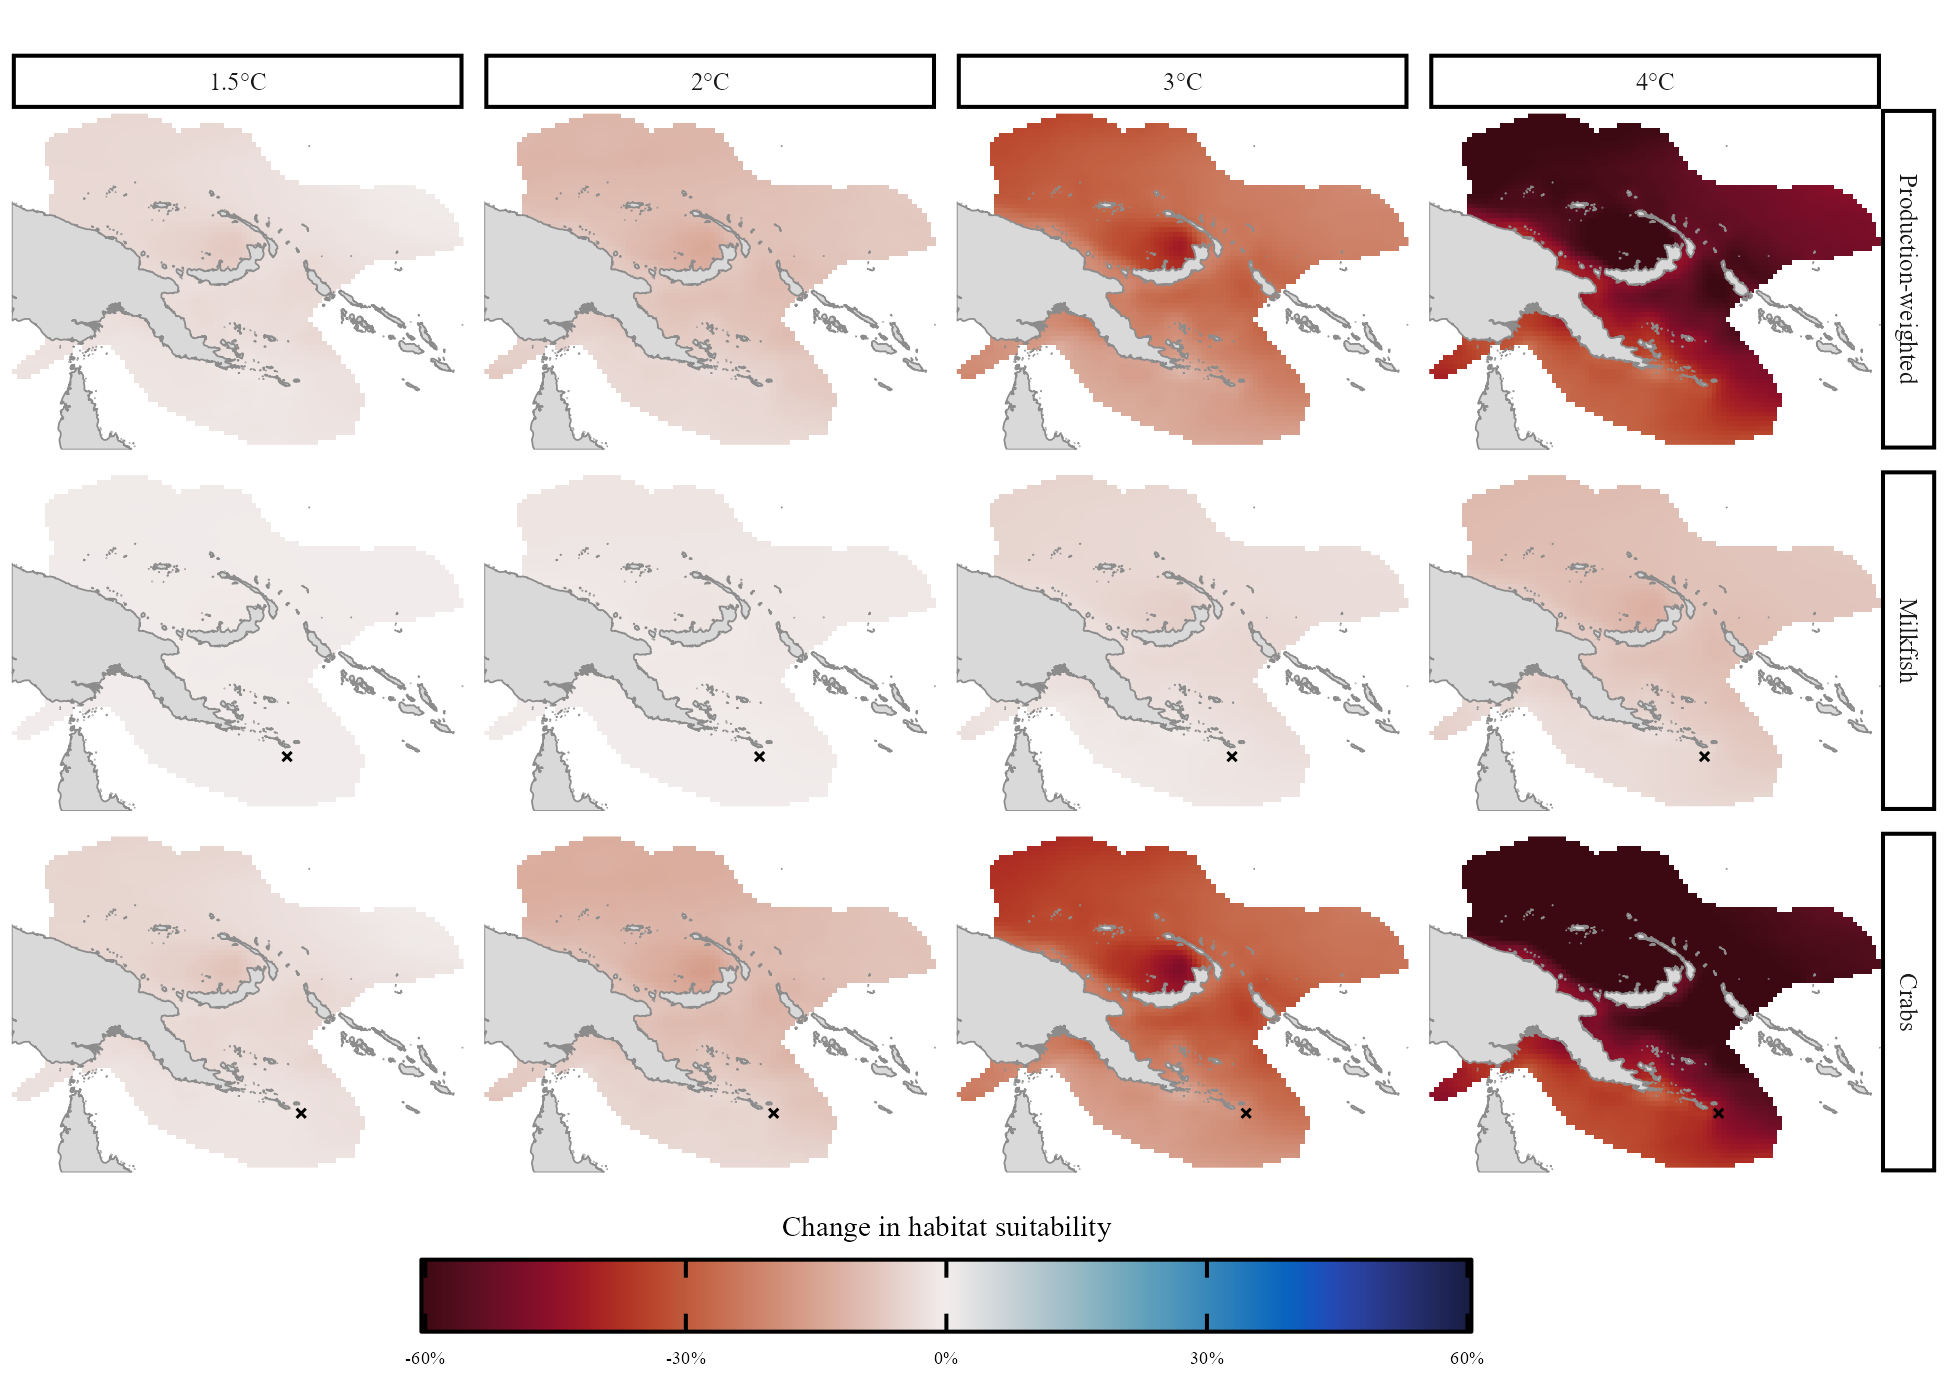 1.5°C
2°C
3°C
4°C
Production-weighted
Milkfish
Crabs
Change in habitat suitability
-60%
-30%
0%
30%
60%